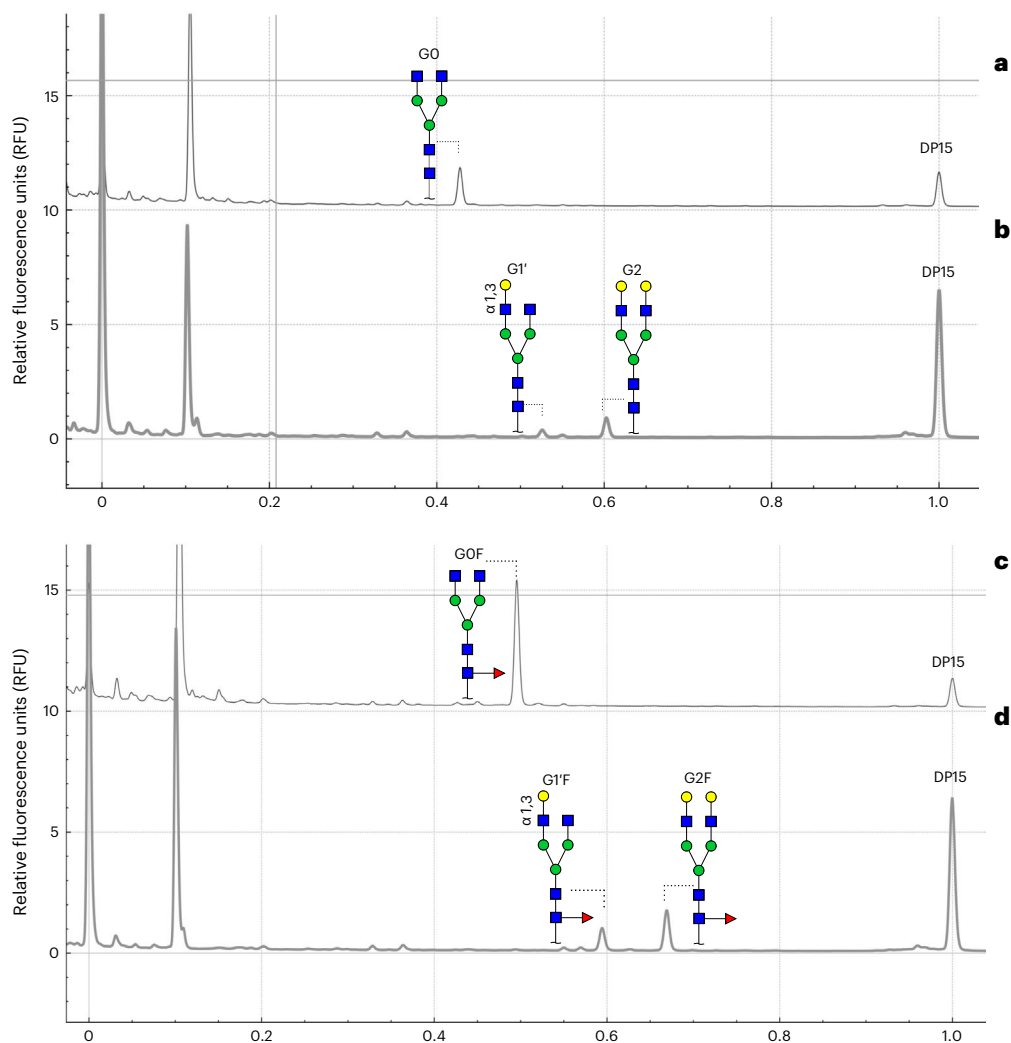 G0
a
15
DP15
10
b
G1′
G2
DP15
α 1,3
5
0
Relative fluorescence units (RFU)
0 0.2 0.4 0.6 0.8 1.0
G0F
c
15
DP15
10
d
G1′F
G2F
DP15
α 1,3
5
0
Relative fluorescence units (RFU)
0 0.2 0.4 0.6 0.8 1.0